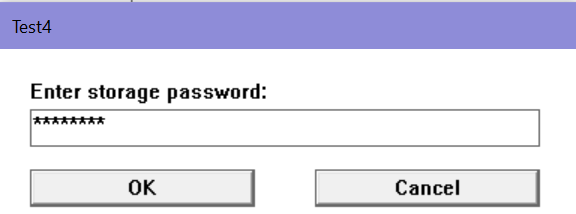 Test4
Enter storage password:
********
OK
Cancel